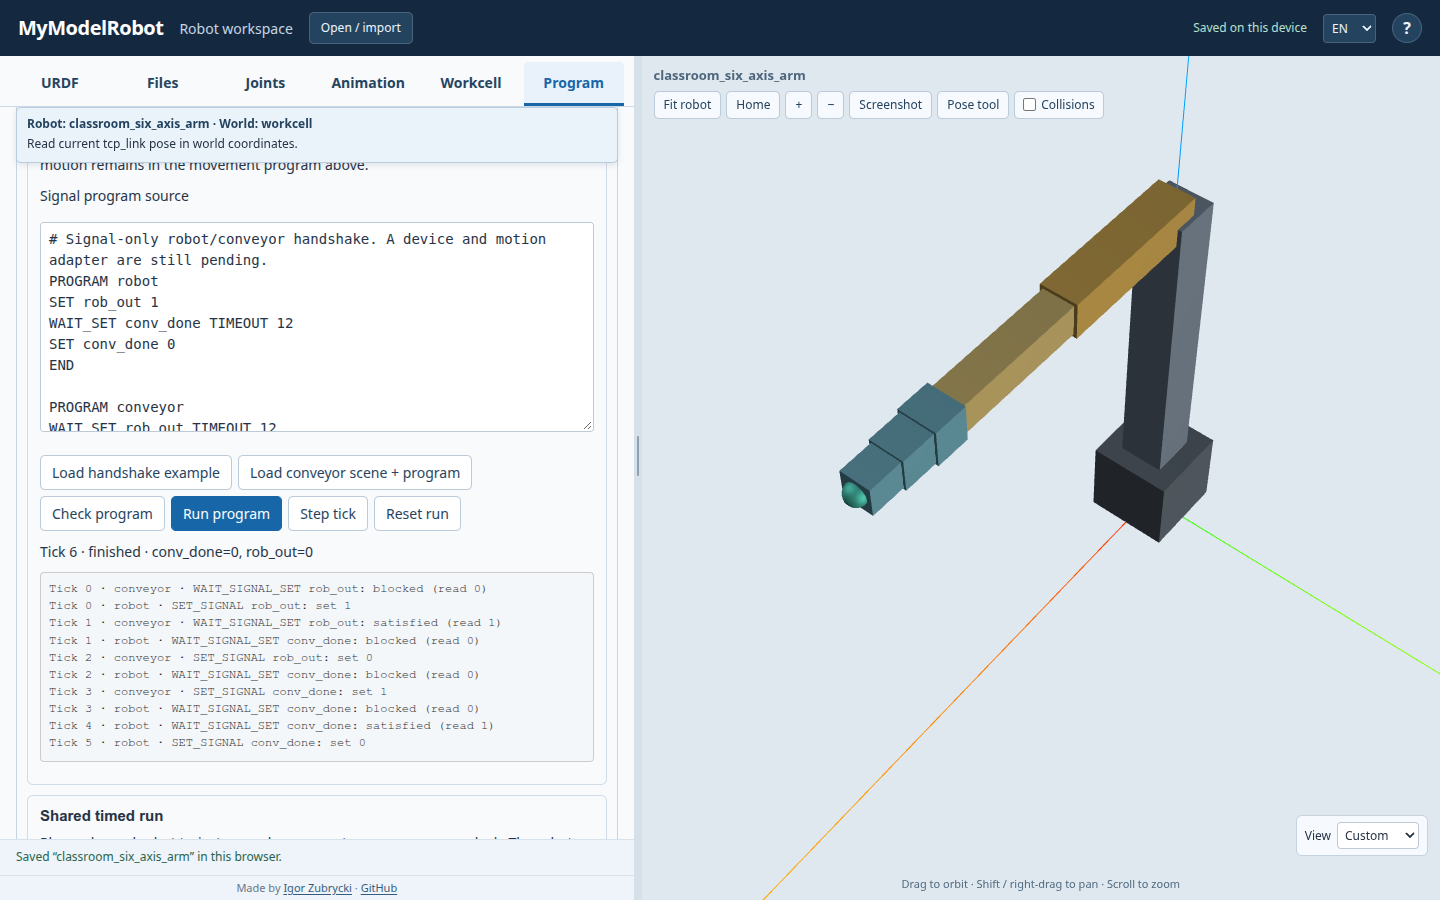 MyModelRobot Robot workspace Open / import Saved on this device EN ?
URDF Files Joints Animation Workcell Program
Robot: classroom_six_axis_arm · World: workcell
Read current tcp_link pose in world coordinates.
motion remains in the movement program above.
Signal program source
# Signal-only robot/conveyor handshake. A device and motion
adapter are still pending.
PROGRAM robot
SET rob_out 1
WAIT_SET conv_done TIMEOUT 12
SET conv_done 0
END
PROGRAM conveyor
WAIT_SET rob_out TIMEOUT 12
Load handshake example Load conveyor scene + program
Check program Run program Step tick Reset run
Tick 6 · finished · conv_done=0, rob_out=0
Tick 0 · conveyor · WAIT_SIGNAL_SET rob_out: blocked (read 0)
Tick 0 · robot · SET_SIGNAL rob_out: set 1
Tick 1 · conveyor · WAIT_SIGNAL_SET rob_out: satisfied (read 1)
Tick 1 · robot · WAIT_SIGNAL_SET conv_done: blocked (read 0)
Tick 2 · conveyor · SET_SIGNAL rob_out: set 0
Tick 2 · robot · WAIT_SIGNAL_SET conv_done: blocked (read 0)
Tick 3 · conveyor · SET_SIGNAL conv_done: set 1
Tick 3 · robot · WAIT_SIGNAL_SET conv_done: blocked (read 0)
Tick 4 · robot · WAIT_SIGNAL_SET conv_done: satisfied (read 1)
Tick 5 · robot · SET_SIGNAL conv_done: set 0
Shared timed run
Saved “classroom_six_axis_arm” in this browser.
Made by Igor Zubrycki · GitHub
classroom_six_axis_arm
Fit robot Home + − Screenshot Pose tool Collisions
View Custom
Drag to orbit · Shift / right-drag to pan · Scroll to zoom